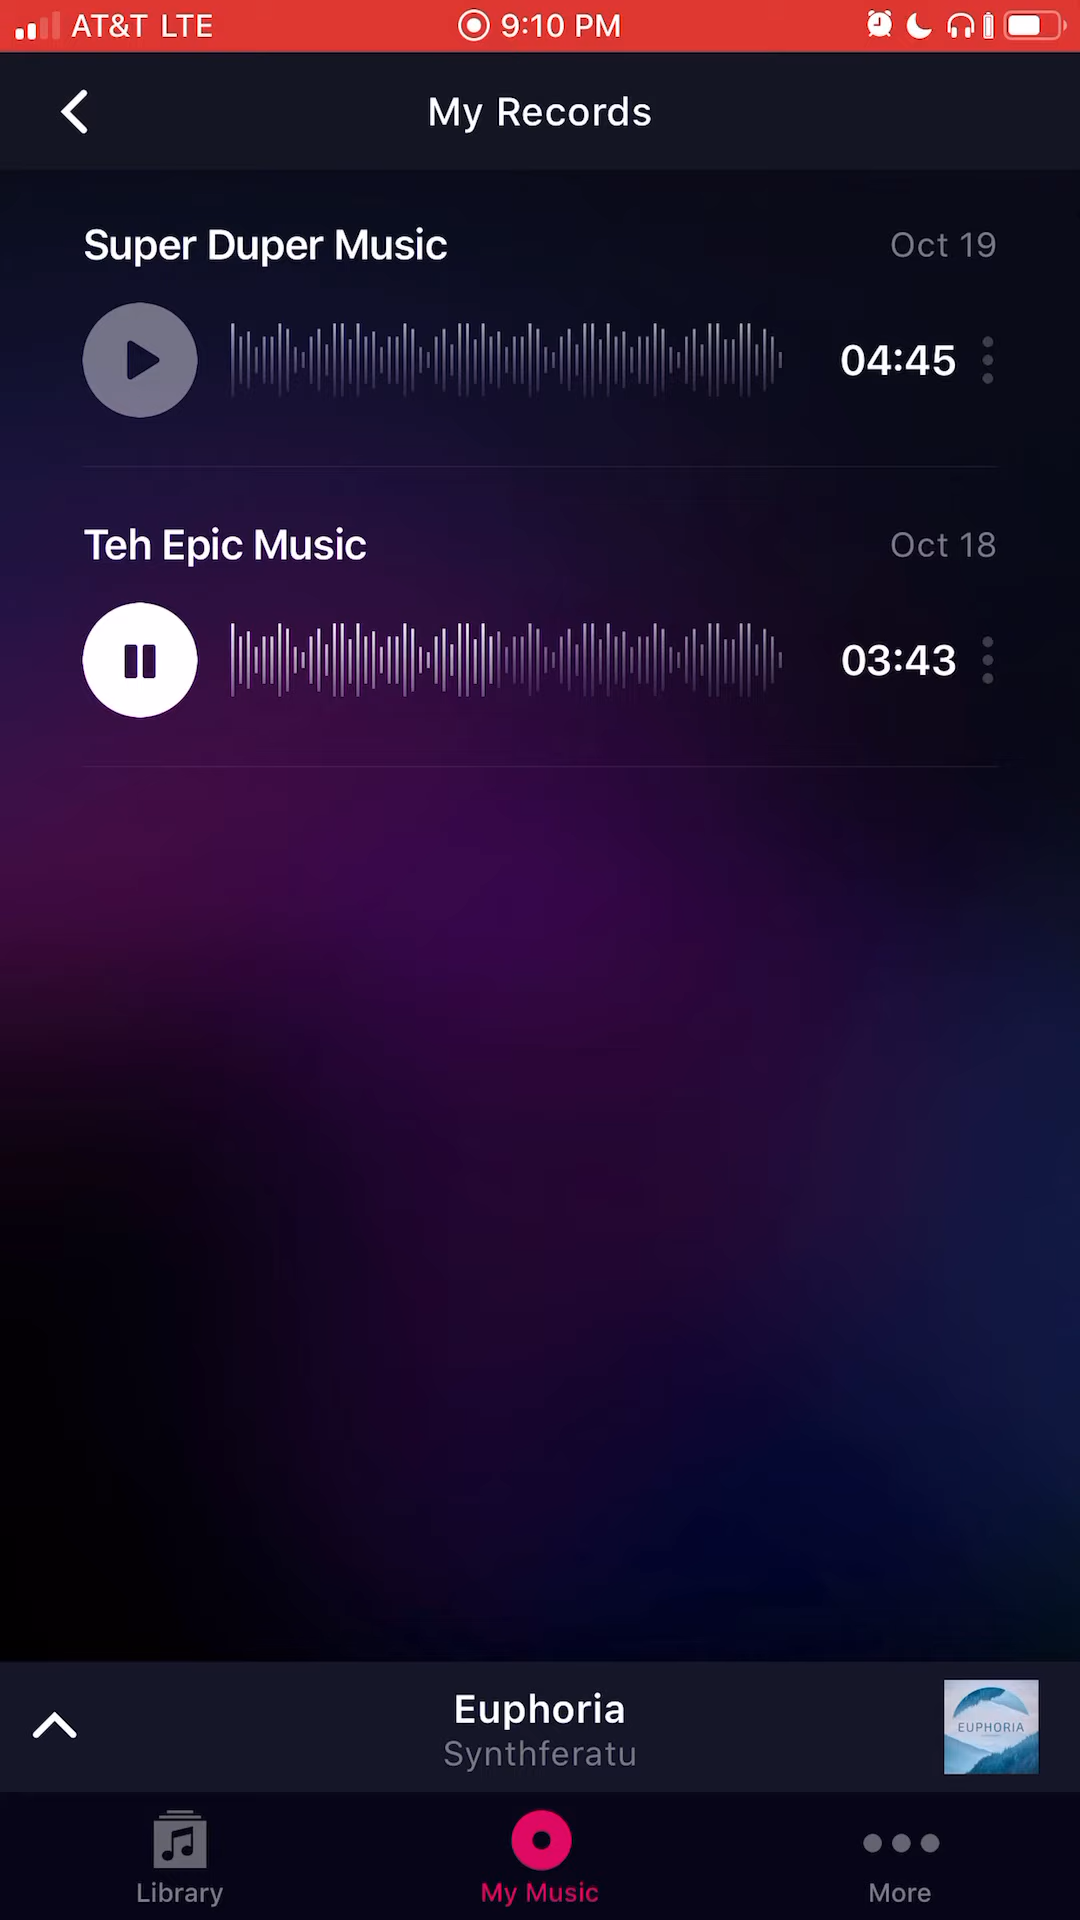 AT&T LTE 9:10 PM
My Records
Super Duper Music Oct 19
04:45
Teh Epic Music Oct 18
03:43
Euphoria
Synthferatu
EUPHORIA
Library My Music More